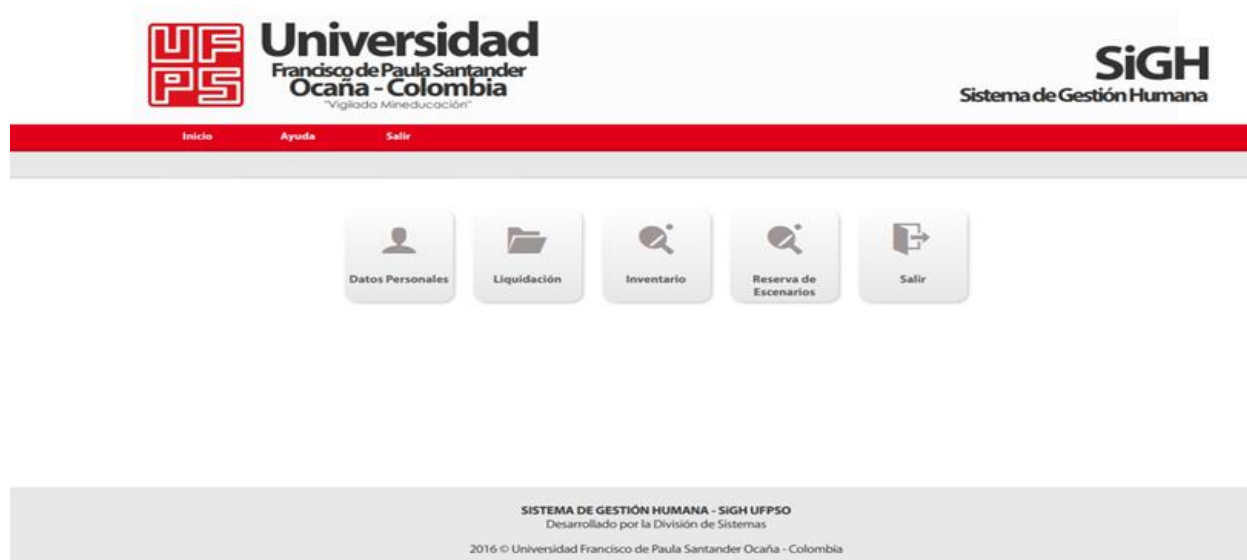 UF
PS
Universidad
Francisco de Paula Santander
Ocaña - Colombia
"Vigilada Mineducación"
SiGH
Sistema de Gestión Humana
Inicio Ayuda Salir
Datos Personales
Liquidación
Inventario
Reserva de
Escenarios
Salir
SISTEMA DE GESTIÓN HUMANA - SiGH UFPSO
Desarrollado por la División de Sistemas
2016 © Universidad Francisco de Paula Santander Ocaña - Colombia